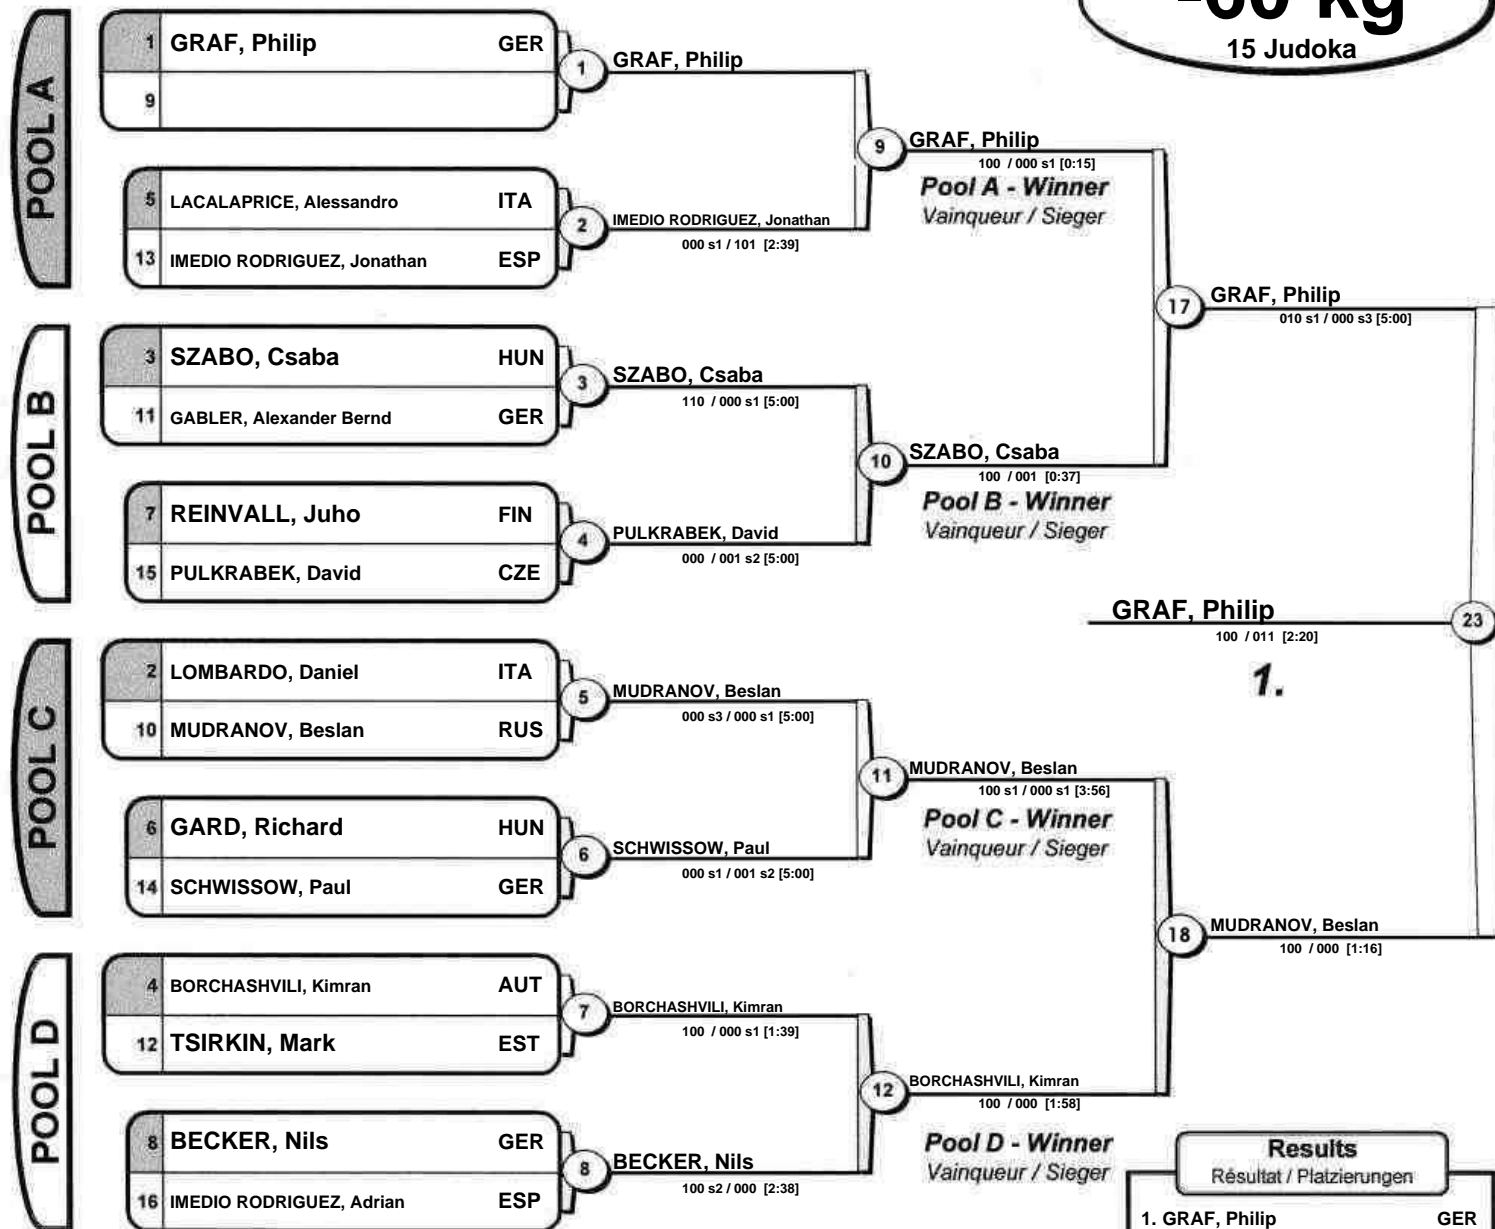 -60 kg
15 Judoka
POOL A
1 GRAF, Philip GER
9
1 GRAF, Philip
5 LACALAPRICE, Alessandro ITA
13 IMEDIO RODRIGUEZ, Jonathan ESP
2 IMEDIO RODRIGUEZ, Jonathan
000 s1 / 101 [2:39]
9 GRAF, Philip
100 / 000 s1 [0:15]
Pool A - Winner
Vainqueur / Sieger
POOL B
3 SZABO, Csaba HUN
11 GABLER, Alexander Bernd GER
3 SZABO, Csaba
110 / 000 s1 [5:00]
7 REINVALL, Juho FIN
15 PULKRABEK, David CZE
4 PULKRABEK, David
000 / 001 s2 [5:00]
10 SZABO, Csaba
100 / 001 [0:37]
Pool B - Winner
Vainqueur / Sieger
17 GRAF, Philip
010 s1 / 000 s3 [5:00]
GRAF, Philip 23
100 / 011 [2:20]
1.
POOL C
2 LOMBARDO, Daniel ITA
10 MUDRANOV, Beslan RUS
5 MUDRANOV, Beslan
000 s3 / 000 s1 [5:00]
6 GARD, Richard HUN
14 SCHWISSOW, Paul GER
6 SCHWISSOW, Paul
000 s1 / 001 s2 [5:00]
11 MUDRANOV, Beslan
100 s1 / 000 s1 [3:56]
Pool C - Winner
Vainqueur / Sieger
POOL D
4 BORCHASHVILI, Kimran AUT
12 TSIRKIN, Mark EST
7 BORCHASHVILI, Kimran
100 / 000 s1 [1:39]
8 BECKER, Nils GER
16 IMEDIO RODRIGUEZ, Adrian ESP
8 BECKER, Nils
100 s2 / 000 [2:38]
12 BORCHASHVILI, Kimran
100 / 000 [1:58]
Pool D - Winner
Vainqueur / Sieger
18 MUDRANOV, Beslan
100 / 000 [1:16]
Results
Résultat / Platzierungen
1. GRAF, Philip GER